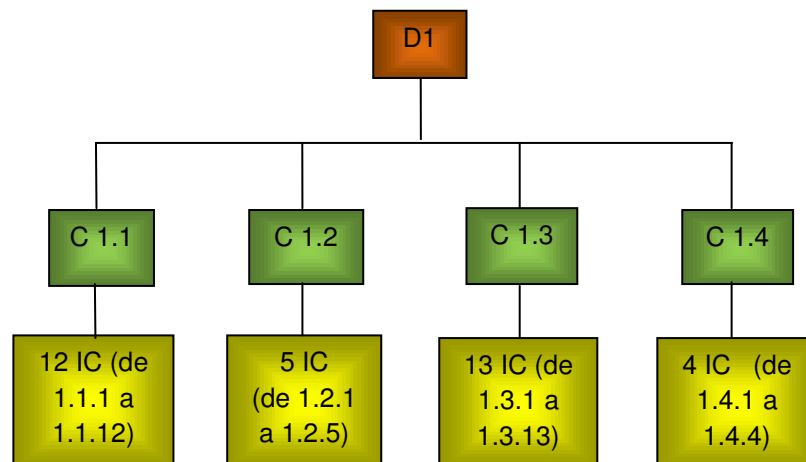 D1
C 1.1
C 1.2
C 1.3
C 1.4
12 IC (de
1.1.1 a
1.1.12)
5 IC
(de 1.2.1
a 1.2.5)
13 IC (de
1.3.1 a
1.3.13)
4 IC (de
1.4.1 a
1.4.4)